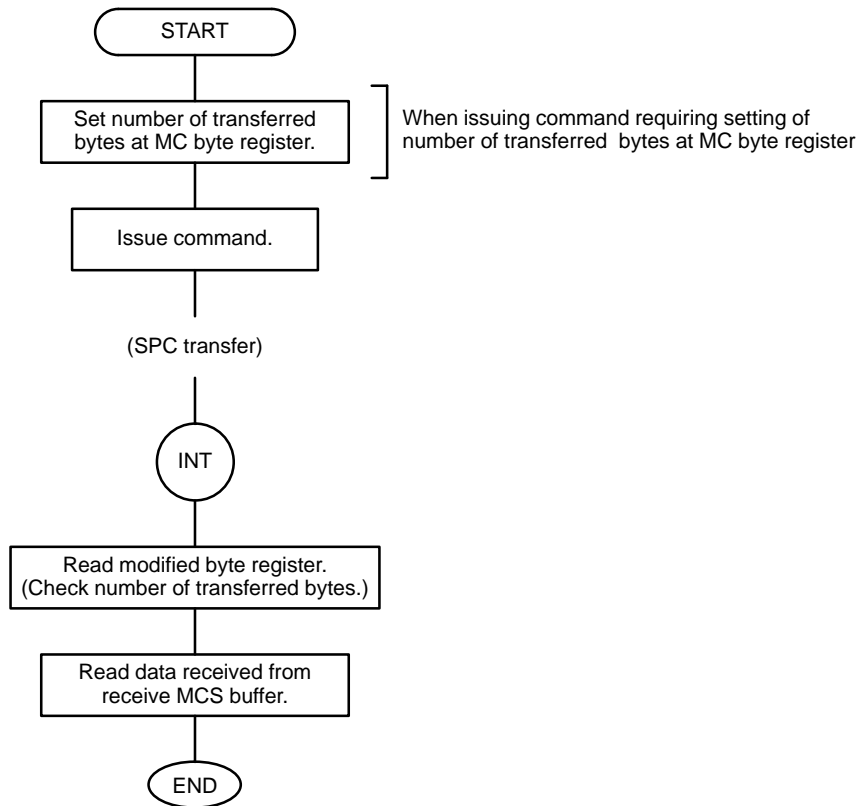 START
Set number of transferred
bytes at MC byte register.
When issuing command requiring setting of
number of transferred bytes at MC byte register
Issue command.
(SPC transfer)
INT
Read modified byte register.
(Check number of transferred bytes.)
Read data received from
receive MCS buffer.
END